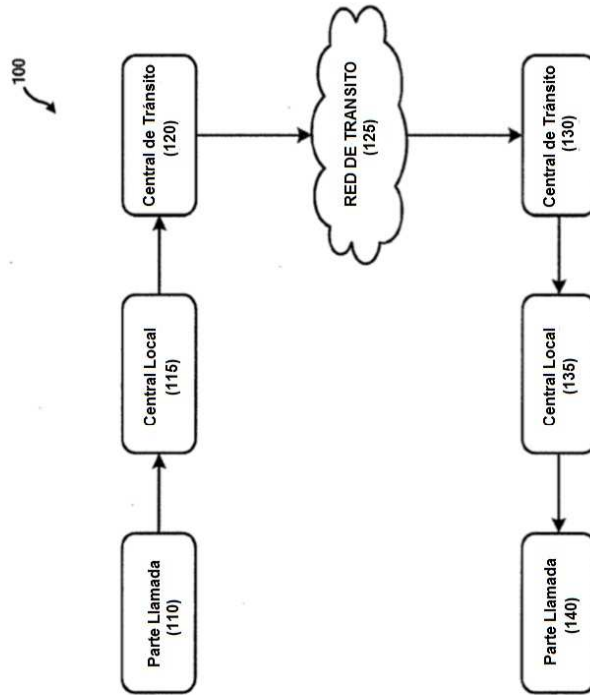 100
Parte Llamada
(110)
Central Local
(115)
Central de Tránsito
(120)
RED DE TRANSITO
(125)
Central de Tránsito
(130)
Central Local
(135)
Parte Llamada
(140)